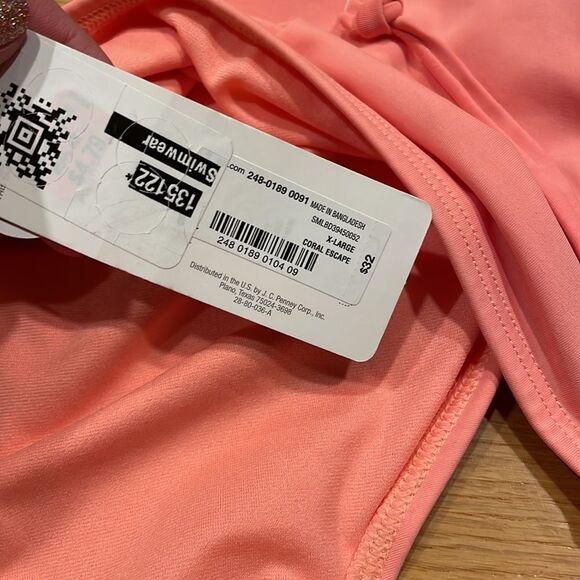 Swimwear
135122*
.com 248-0189 0091 MADE IN BANGLADESH
SMLBD39450052
X-LARGE
CORAL ESCAPE
$32
248 0189 0104 09
Distributed in the U.S. by J. C. Penney Corp., Inc.
Plano, Texas 75024-3698
28-80-036-A